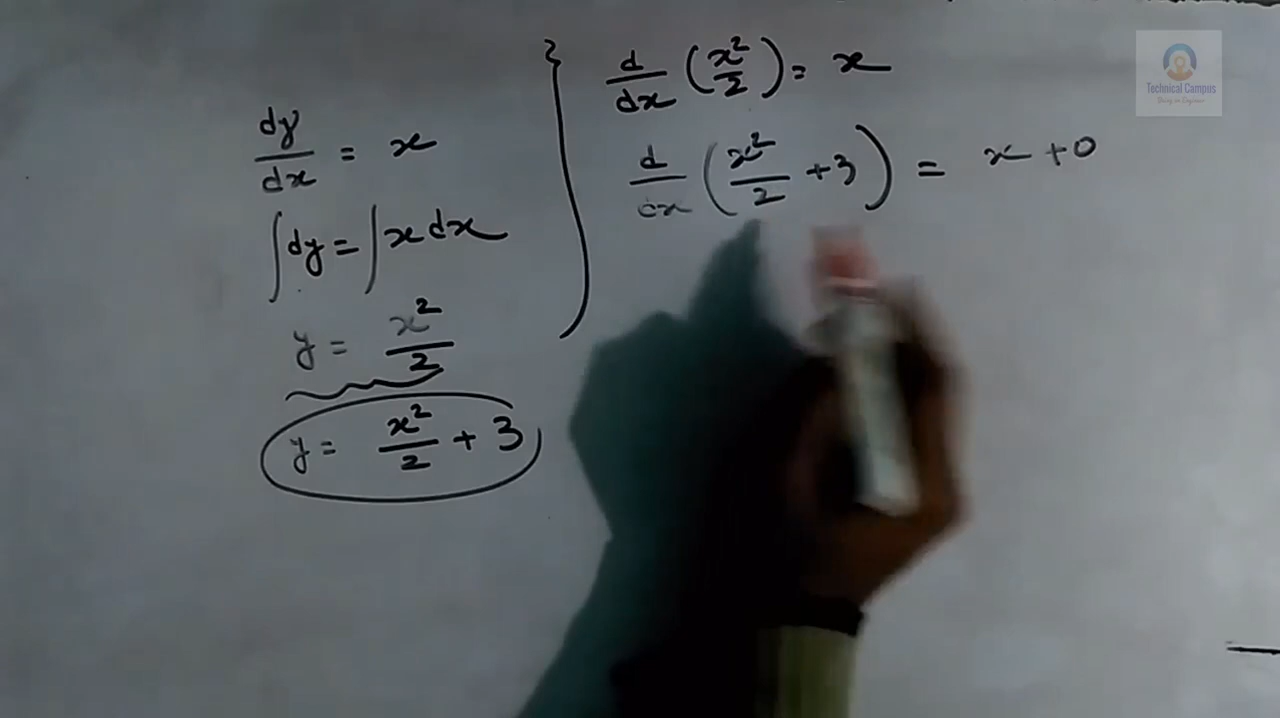 dy/dx = x
∫dy = ∫x dx
y = x²/2
y = x²/2 + 3
d/dx (x²/2) = x
d/dx (x²/2 + 3) = x + 0
Technical Campus